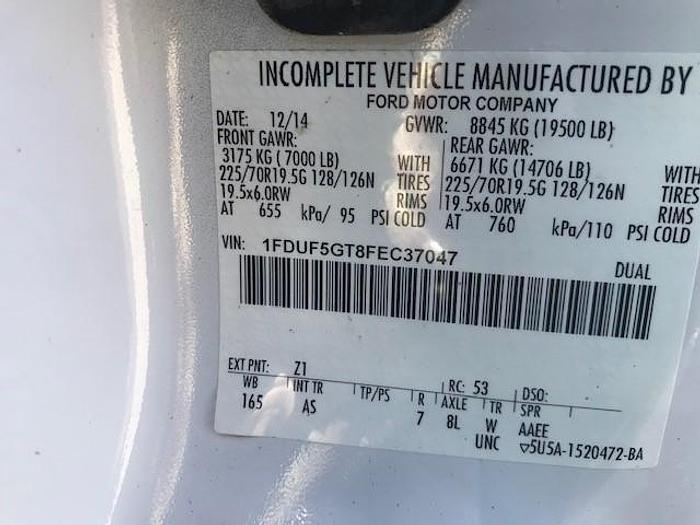 INCOMPLETE VEHICLE MANUFACTURED BY
FORD MOTOR COMPANY
DATE: 12/14 GVWR: 8845 KG (19500 LB)
FRONT GAWR: REAR GAWR:
3175 KG ( 7000 LB) WITH 6671 KG (14706 LB) WITH
225/70R19.5G 128/126N TIRES 225/70R19.5G 128/126N TIRES
19.5x6.0RW RIMS 19.5x6.0RW RIMS
AT 655 kPa/ 95 PSI COLD AT 760 kPa/110 PSI COLD
VIN: 1FDUF5GT8FEC37047
DUAL
EXT PNT: Z1 RC: 53 DSO:
WB INT TR TP/PS R AXLE TR SPR
165 AS 7 8L W AAEE
UNC ▽5U5A-1520472-BA